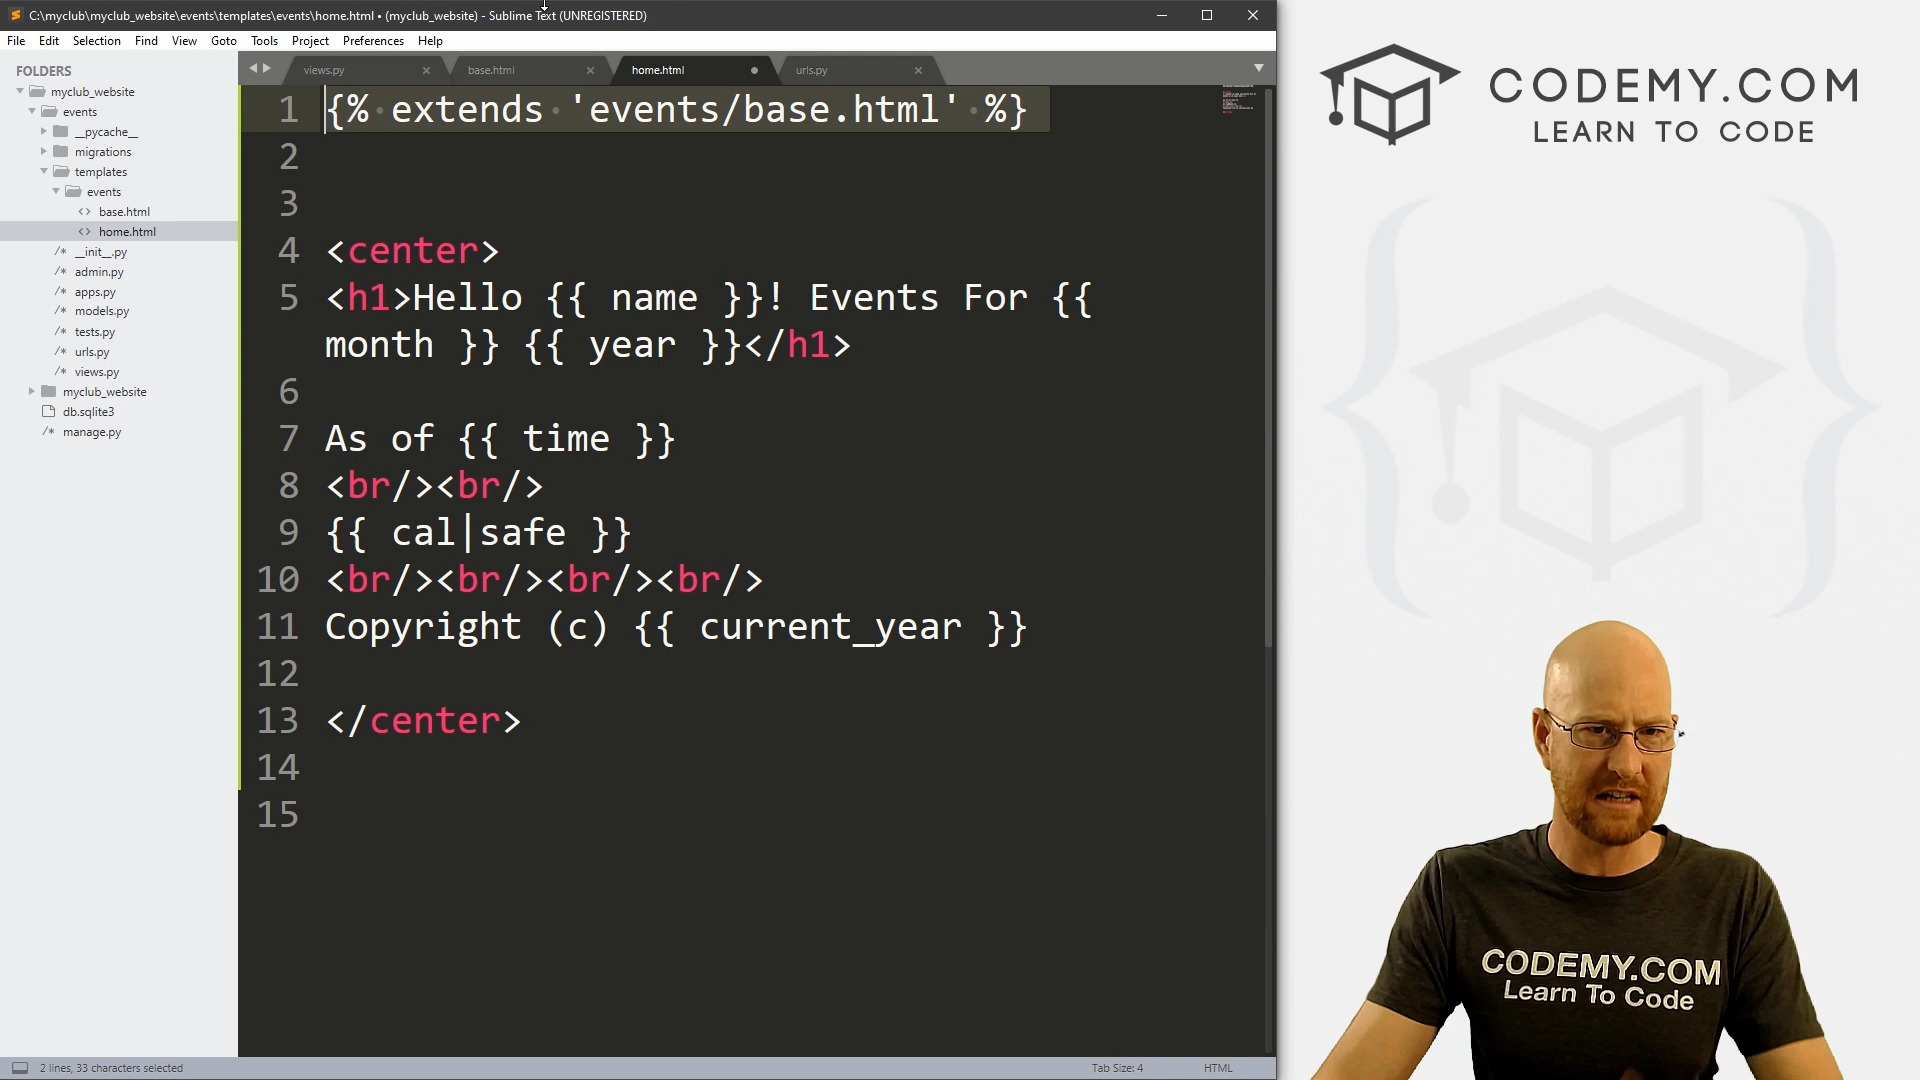 C:\myclub\myclub_website\events\templates\events\home.html • (myclub_website) - Sublime Text (UNREGISTERED)
File Edit Selection Find View Goto Tools Project Preferences Help
FOLDERS
myclub_website
events
__pycache__
migrations
templates
events
base.html
home.html
__init__.py
admin.py
apps.py
models.py
tests.py
urls.py
views.py
myclub_website
db.sqlite3
manage.py
views.py base.html home.html urls.py
1 {% extends 'events/base.html' %}
2
3
4 <center>
5 <h1>Hello {{ name }}! Events For {{
month }} {{ year }}</h1>
6
7 As of {{ time }}
8 <br/><br/>
9 {{ cal|safe }}
10 <br/><br/><br/><br/>
11 Copyright (c) {{ current_year }}
12
13 </center>
14
15
2 lines, 33 characters selected
Tab Size: 4 HTML
CODEMY.COM
LEARN TO CODE
CODEMY.COM
Learn To Code